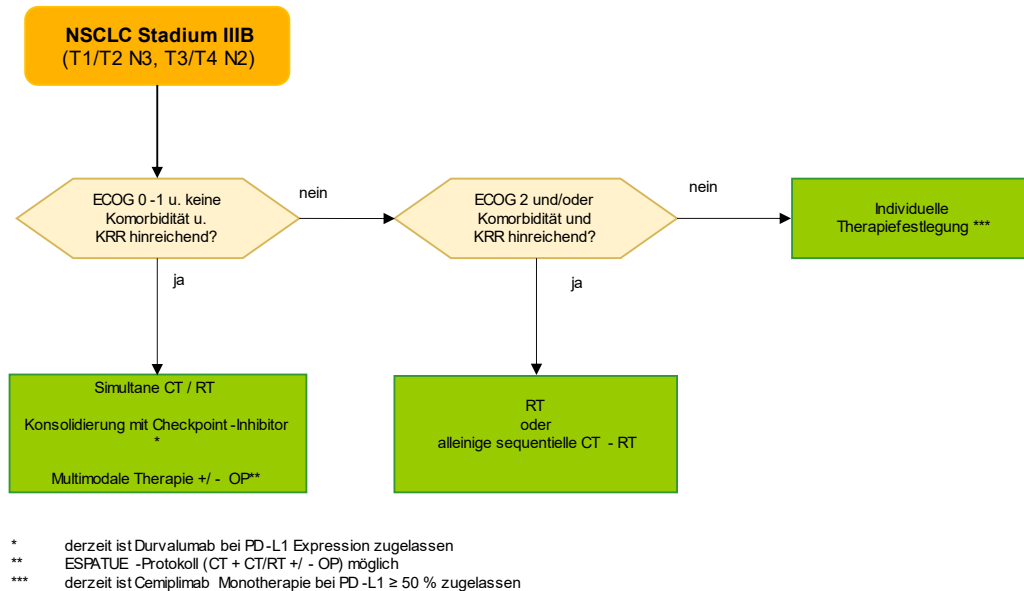 NSCLC Stadium IIIB
(T1/T2 N3, T3/T4 N2)
ECOG 0-1 u. keine
Komorbidität u.
KRR hinreichend?
nein
ECOG 2 und/oder
Komorbidität und
KRR hinreichend?
nein
Individuelle
Therapiefestlegung ***
ja
ja
Simultane CT / RT
Konsolidierung mit Checkpoint-Inhibitor
*
Multimodale Therapie +/- OP**
RT
oder
alleinige sequentielle CT - RT
* derzeit ist Durvalumab bei PD-L1 Expression zugelassen
** ESPATUE-Protokoll (CT + CT/RT +/- OP) möglich
*** derzeit ist Cemiplimab Monotherapie bei PD-L1 ≥ 50 % zugelassen